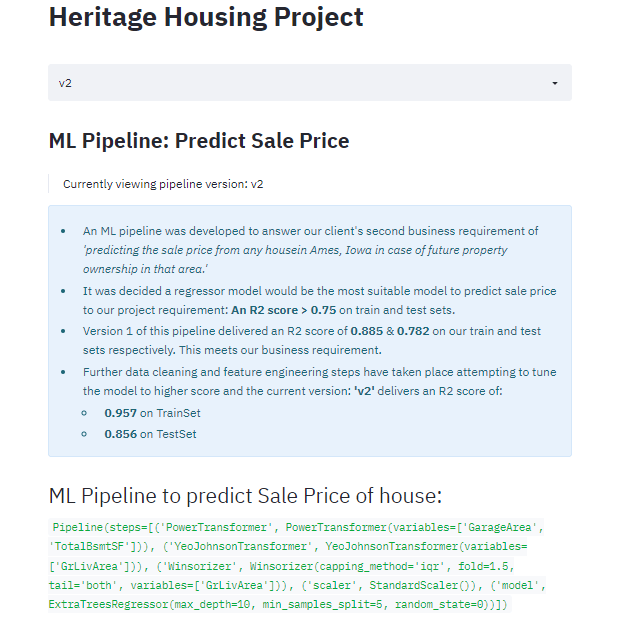 Heritage Housing Project
v2
ML Pipeline: Predict Sale Price
Currently viewing pipeline version: v2
An ML pipeline was developed to answer our client's second business requirement of
'predicting the sale price from any housein Ames, Iowa in case of future property
ownership in that area.'
It was decided a regressor model would be the most suitable model to predict sale price
to our project requirement: An R2 score > 0.75 on train and test sets.
Version 1 of this pipeline delivered an R2 score of 0.885 & 0.782 on our train and test
sets respectively. This meets our business requirement.
Further data cleaning and feature engineering steps have taken place attempting to tune
the model to higher score and the current version: 'v2' delivers an R2 score of:
0.957 on TrainSet
0.856 on TestSet
ML Pipeline to predict Sale Price of house:
Pipeline(steps=[('PowerTransformer', PowerTransformer(variables=['GarageArea',
'TotalBsmtSF'])), ('YeoJohnsonTransformer', YeoJohnsonTransformer(variables=
['GrLivArea'])), ('Winsorizer', Winsorizer(capping_method='iqr', fold=1.5,
tail='both', variables=['GrLivArea'])), ('scaler', StandardScaler()), ('model',
ExtraTreesRegressor(max_depth=10, min_samples_split=5, random_state=0))])